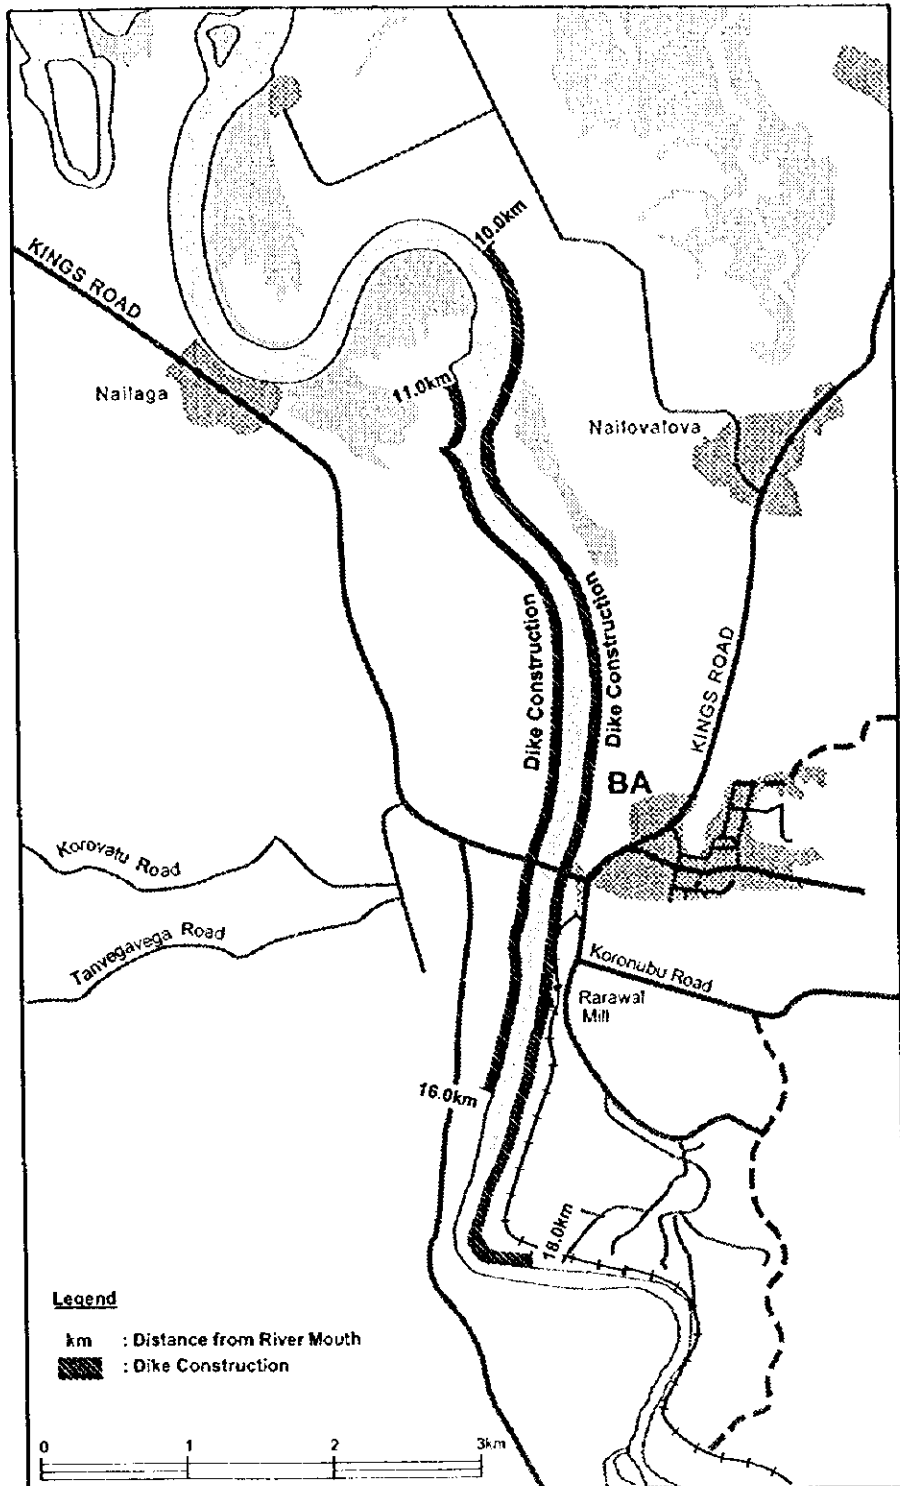 10.0km
KINGS ROAD
11.0km
Nailaga
Nailovalova
Dike Construction
Dike Construction
KINGS ROAD
BA
Korovatu Road
Tanvegavega Road
Koronubu Road
Rarawai
Mill
16.0km
18.0km
Legend
km : Distance from River Mouth
: Dike Construction
0 1 2 3km